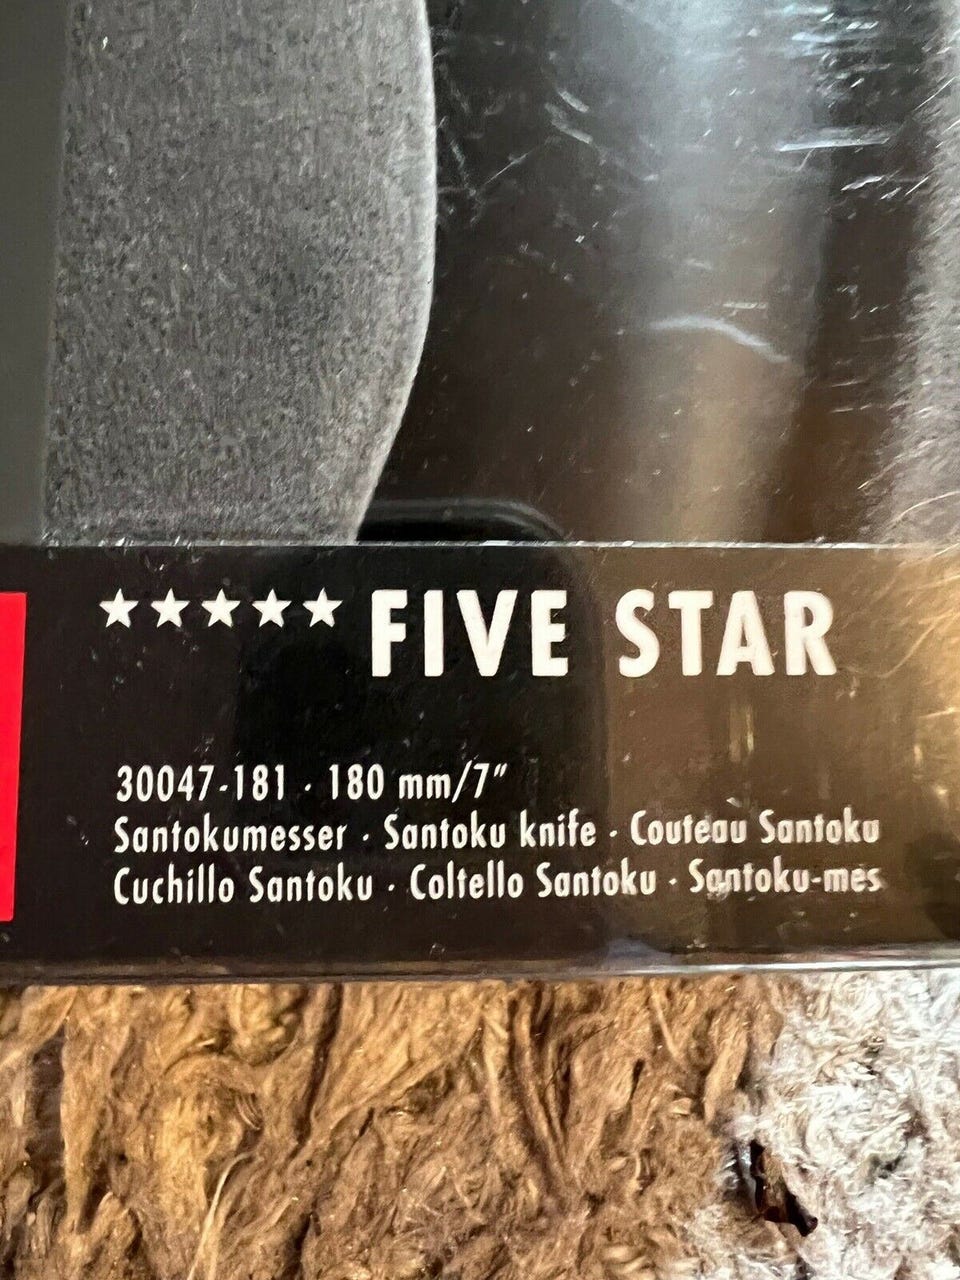 ★★★★★ FIVE STAR
30047-181 · 180 mm/7"
Santokumesser · Santoku knife · Couteau Santoku
Cuchillo Santoku · Coltello Santoku · Santoku-mes